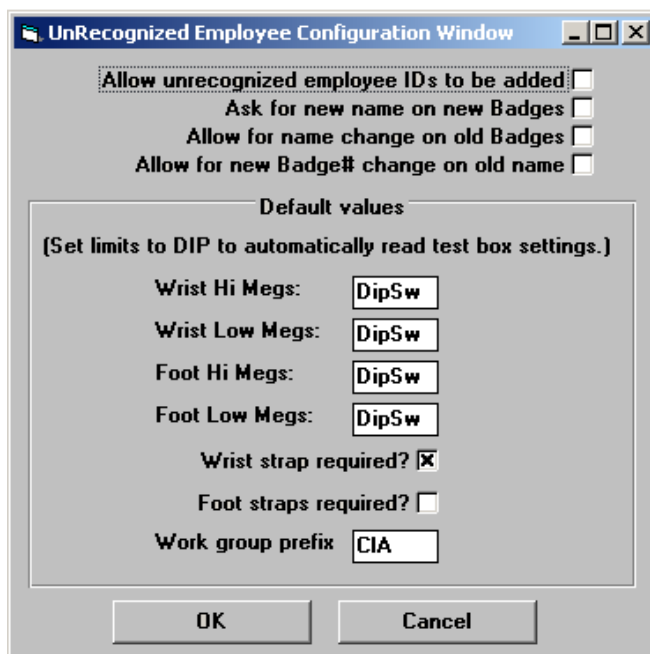 UnRecognized Employee Configuration Window
Allow unrecognized employee IDs to be added
Ask for new name on new Badges
Allow for name change on old Badges
Allow for new Badge# change on old name
Default values
(Set limits to DIP to automatically read test box settings.)
Wrist Hi Megs: DipSw
Wrist Low Megs: DipSw
Foot Hi Megs: DipSw
Foot Low Megs: DipSw
Wrist strap required?
Foot straps required?
Work group prefix CIA
OK Cancel